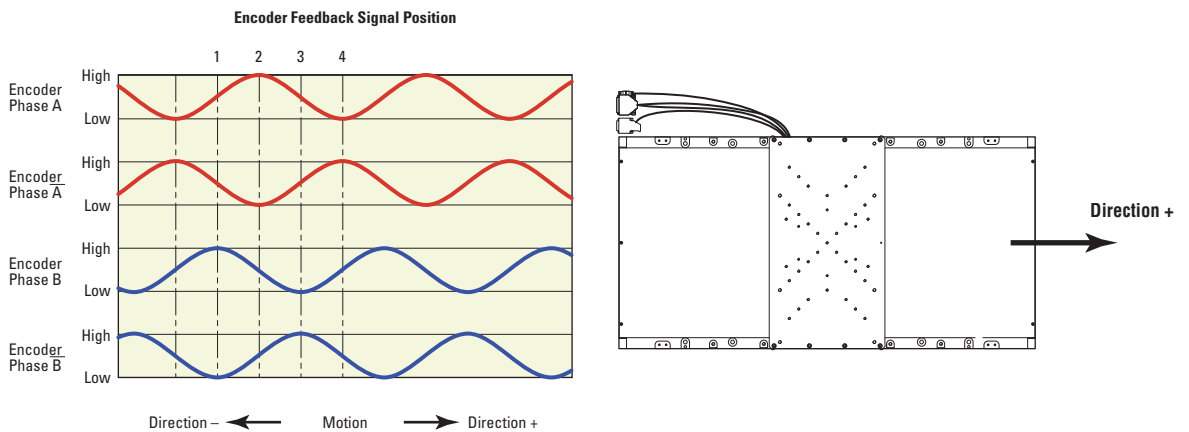 Encoder Feedback Signal Position
1 2 3 4
Encoder
Phase A
High
Low
Encoder
Phase A̅
High
Low
Encoder
Phase B
High
Low
Encoder
Phase B̅
High
Low
Direction – Motion Direction +
Direction +